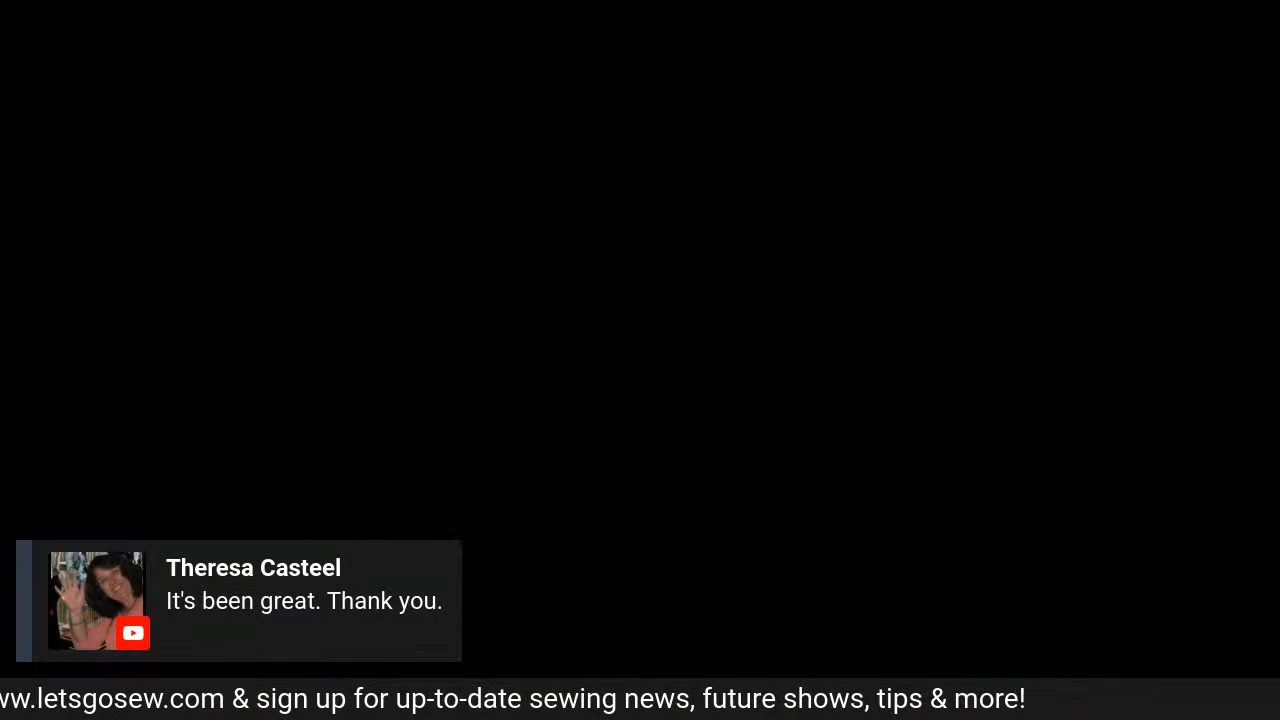 Theresa Casteel
It's been great. Thank you.
ww.letsgosew.com & sign up for up-to-date sewing news, future shows, tips & more!